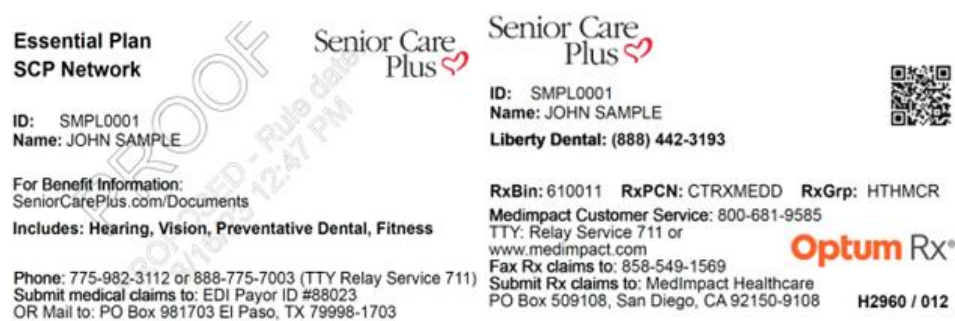 Essential Plan
SCP Network
Senior Care
Plus
ID: SMPL0001
Name: JOHN SAMPLE
For Benefit Information:
SeniorCarePlus.com/Documents
Includes: Hearing, Vision, Preventative Dental, Fitness
Phone: 775-982-3112 or 888-775-7003 (TTY Relay Service 711)
Submit medical claims to: EDI Payor ID #88023
OR Mail to: PO Box 981703 El Paso, TX 79998-1703
PROOF
12:47 PM
Senior Care
Plus
ID: SMPL0001
Name: JOHN SAMPLE
Liberty Dental: (888) 442-3193
RxBin: 610011 RxPCN: CTRXMEDD RxGrp: HTHMCR
Medimpact Customer Service: 800-681-9585
TTY: Relay Service 711 or
www.medimpact.com
Fax Rx claims to: 858-549-1569
Submit Rx claims to: MedImpact Healthcare
PO Box 509108, San Diego, CA 92150-9108
Optum Rx®
H2960 / 012